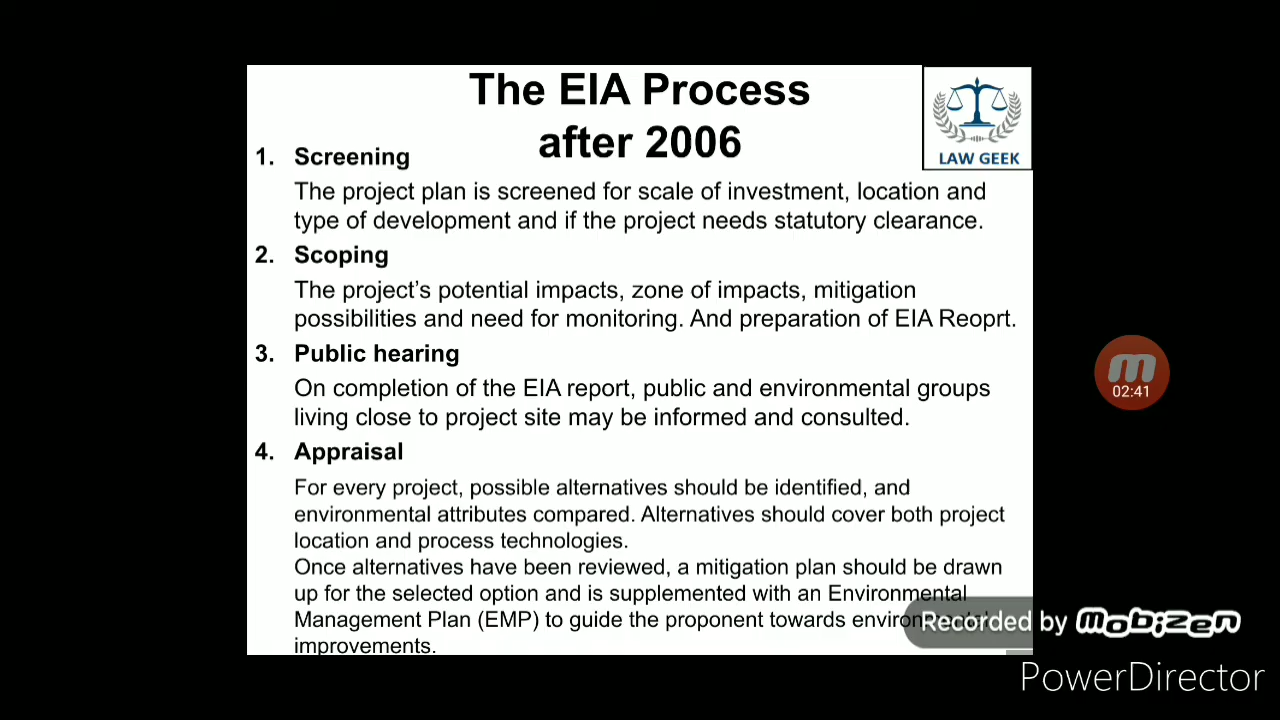 The EIA Process
after 2006
LAW GEEK
1. Screening
The project plan is screened for scale of investment, location and
type of development and if the project needs statutory clearance.
2. Scoping
The project's potential impacts, zone of impacts, mitigation
possibilities and need for monitoring. And preparation of EIA Reoprt.
3. Public hearing
On completion of the EIA report, public and environmental groups
living close to project site may be informed and consulted.
4. Appraisal
For every project, possible alternatives should be identified, and
environmental attributes compared. Alternatives should cover both project
location and process technologies.
Once alternatives have been reviewed, a mitigation plan should be drawn
up for the selected option and is supplemented with an Environmental
Management Plan (EMP) to guide the proponent towards
improvements.
02:41
Recorded by Mobizen
PowerDirector